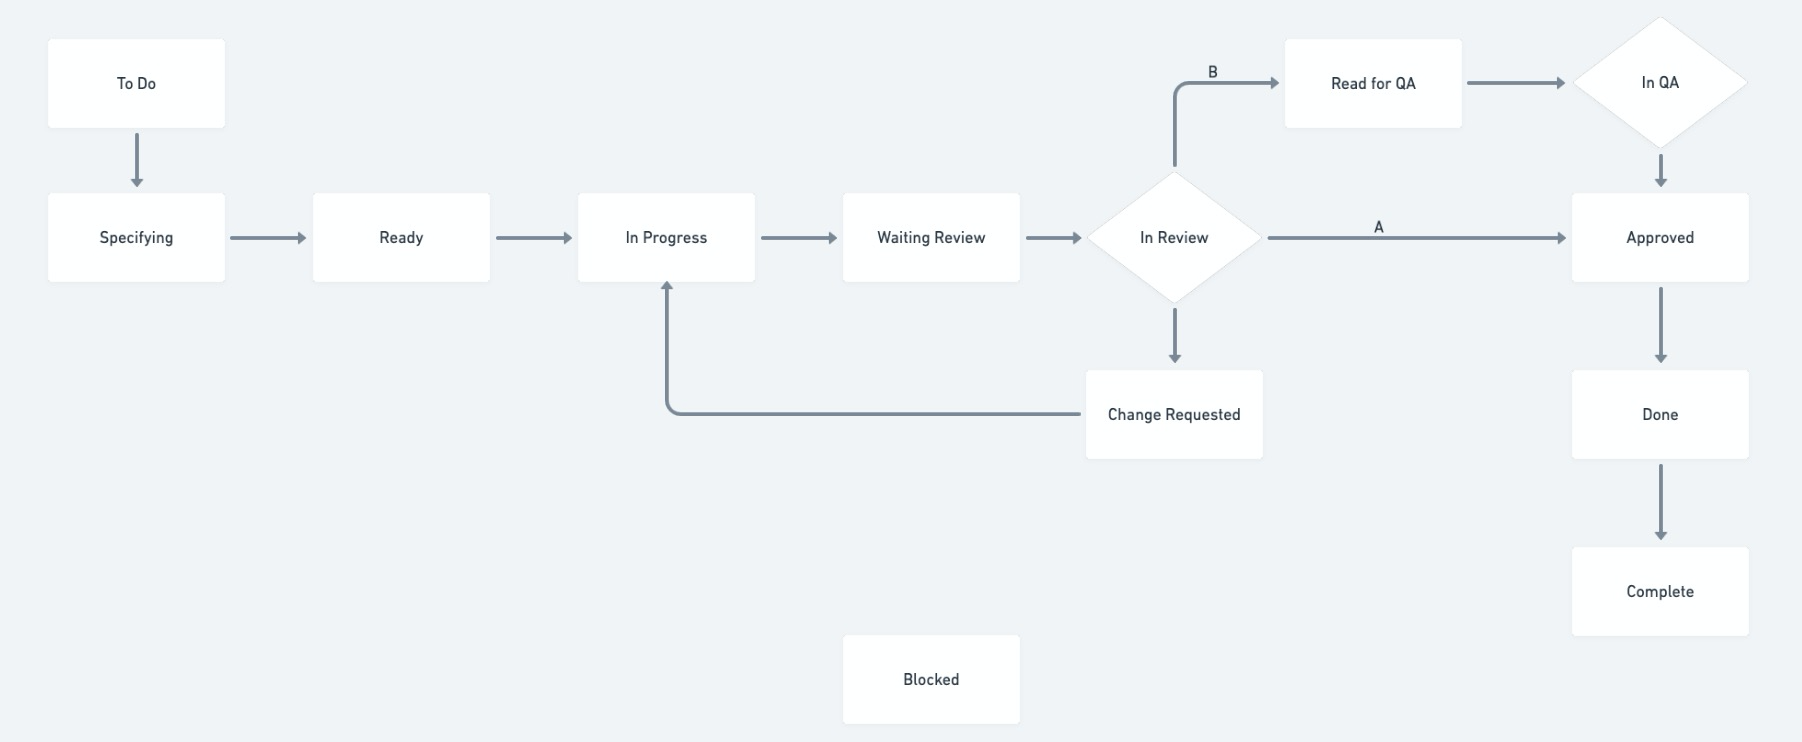 To Do
B
Read for QA
In QA
Specifying
Ready
In Progress
Waiting Review
In Review
A
Approved
Change Requested
Done
Complete
Blocked